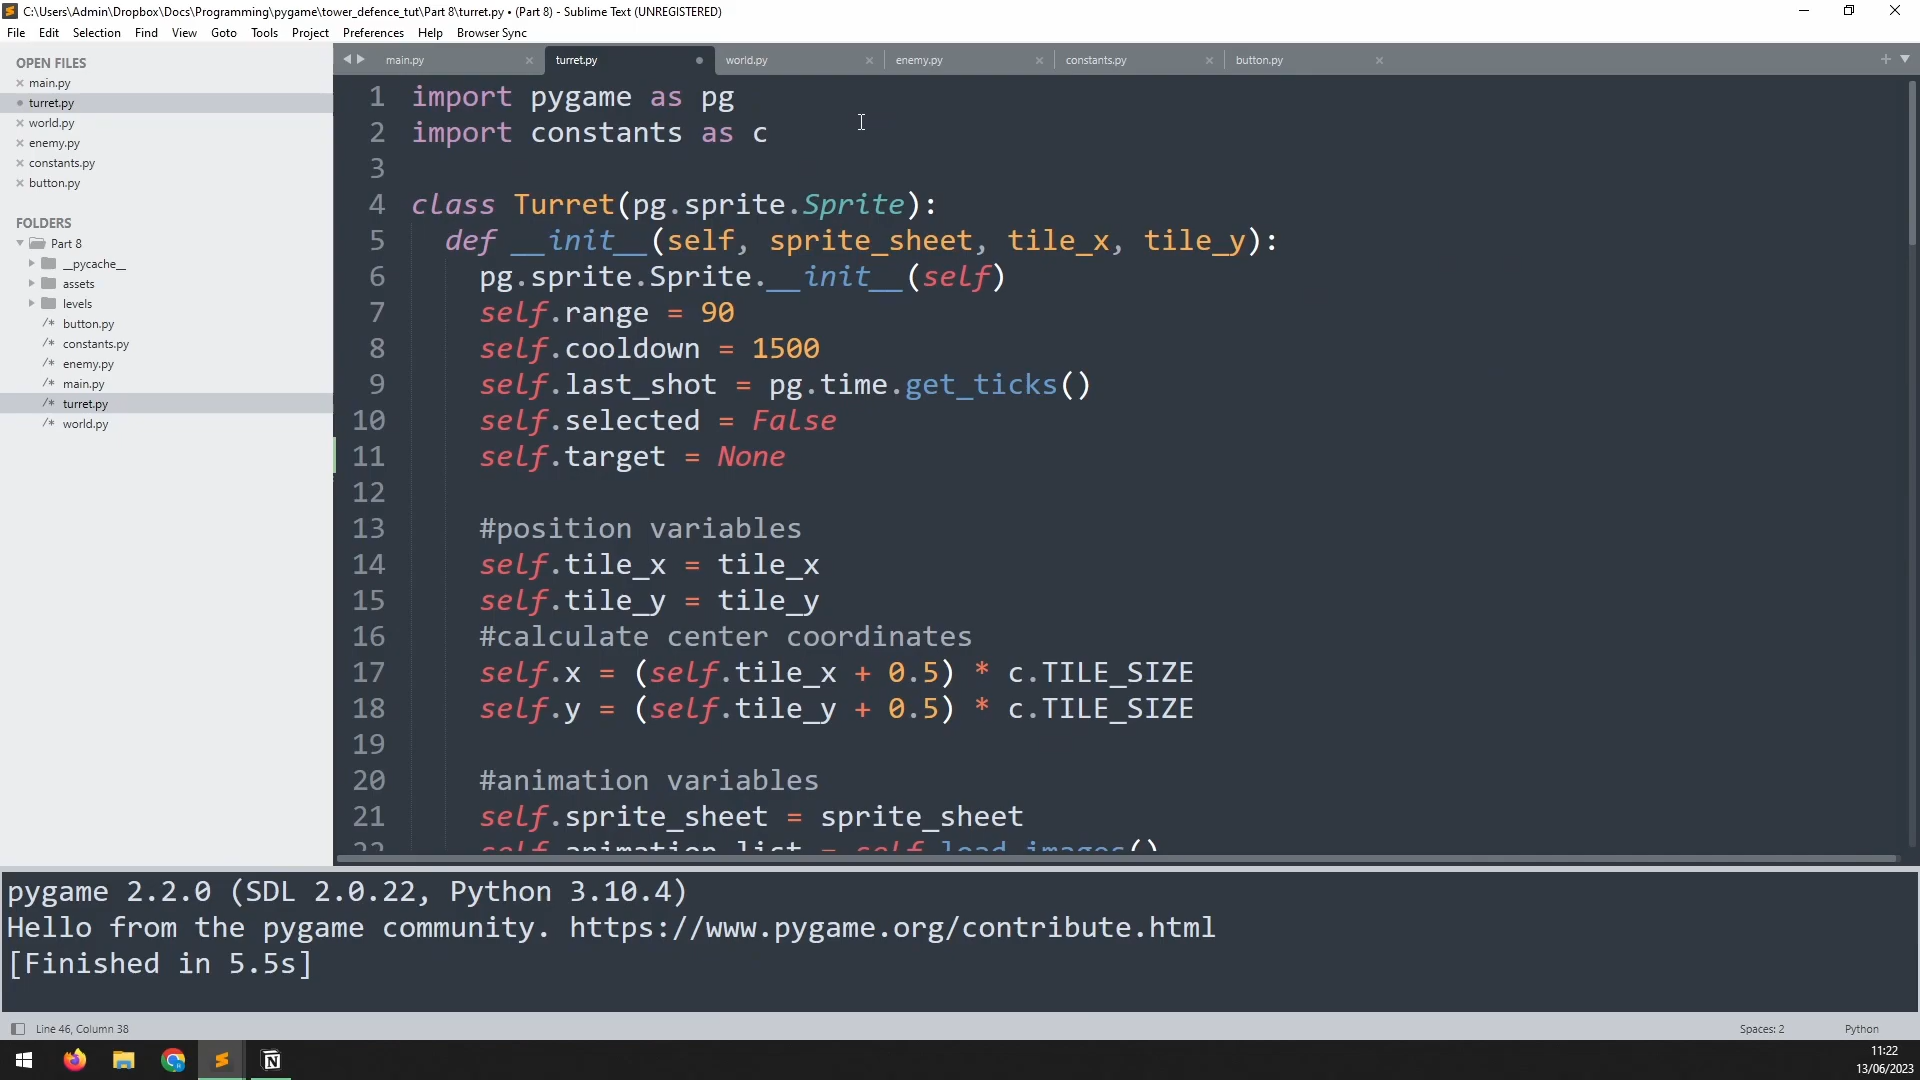 C:\Users\Admin\Dropbox\Docs\Programming\pygame\tower_defence_tut\Part 8\turret.py • (Part 8) - Sublime Text (UNREGISTERED)
File Edit Selection Find View Goto Tools Project Preferences Help Browser Sync
OPEN FILES
main.py
turret.py
world.py
enemy.py
constants.py
button.py
FOLDERS
Part 8
__pycache__
assets
levels
/* button.py
/* constants.py
/* enemy.py
/* main.py
/* turret.py
/* world.py
main.py turret.py world.py enemy.py constants.py button.py
1 import pygame as pg
2 import constants as c
3
4 class Turret(pg.sprite.Sprite):
5 def __init__(self, sprite_sheet, tile_x, tile_y):
6 pg.sprite.Sprite.__init__(self)
7 self.range = 90
8 self.cooldown = 1500
9 self.last_shot = pg.time.get_ticks()
10 self.selected = False
11 self.target = None
12
13 #position variables
14 self.tile_x = tile_x
15 self.tile_y = tile_y
16 #calculate center coordinates
17 self.x = (self.tile_x + 0.5) * c.TILE_SIZE
18 self.y = (self.tile_y + 0.5) * c.TILE_SIZE
19
20 #animation variables
21 self.sprite_sheet = sprite_sheet
22 self.animation_list = self.load_images()
pygame 2.2.0 (SDL 2.0.22, Python 3.10.4)
Hello from the pygame community. https://www.pygame.org/contribute.html
[Finished in 5.5s]
Line 46, Column 38
Spaces: 2
Python
11:22
13/06/2023